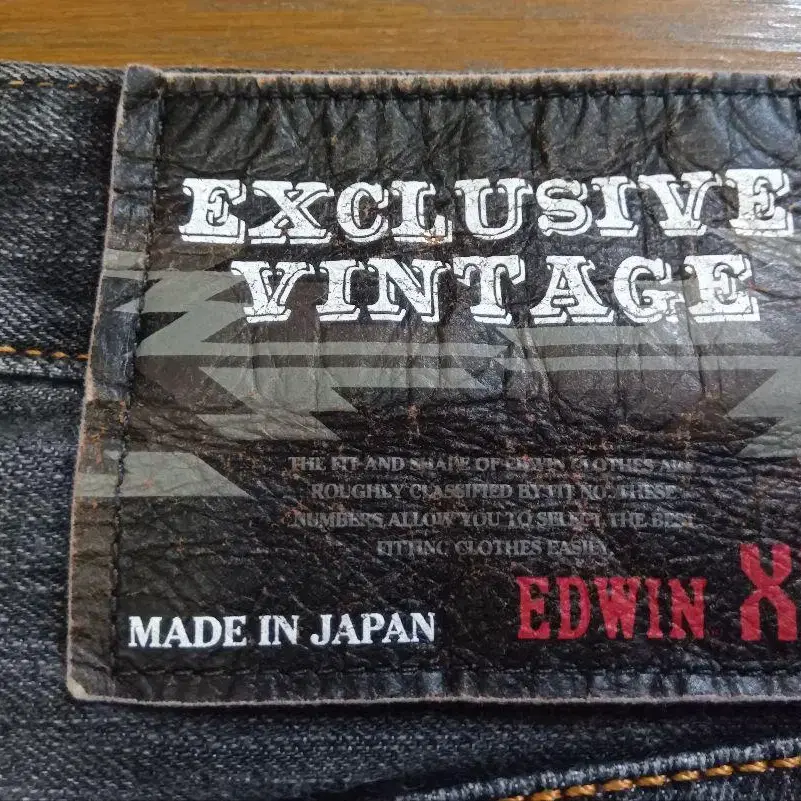 EXCLUSIVE
VINTAGE
THE FIT AND SHAPE OF EDWIN CLOTHES ARE
ROUGHLY CLASSIFIED BY FIT NO. THESE
NUMBERS ALLOW YOU TO SELECT THE BEST
FITTING CLOTHES EASILY.
MADE IN JAPAN
EDWIN X